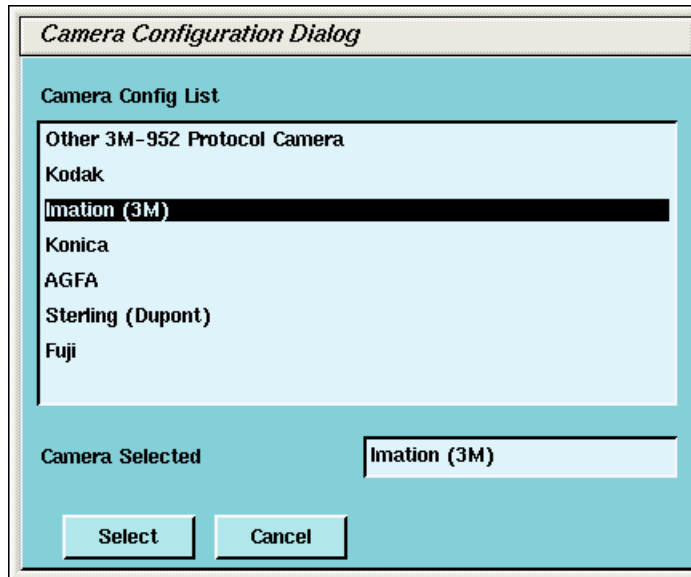 Camera Configuration Dialog
Camera Config List
Other 3M-952 Protocol Camera
Kodak
Imation (3M)
Konica
AGFA
Sterling (Dupont)
Fuji
Camera Selected Imation (3M)
Select Cancel